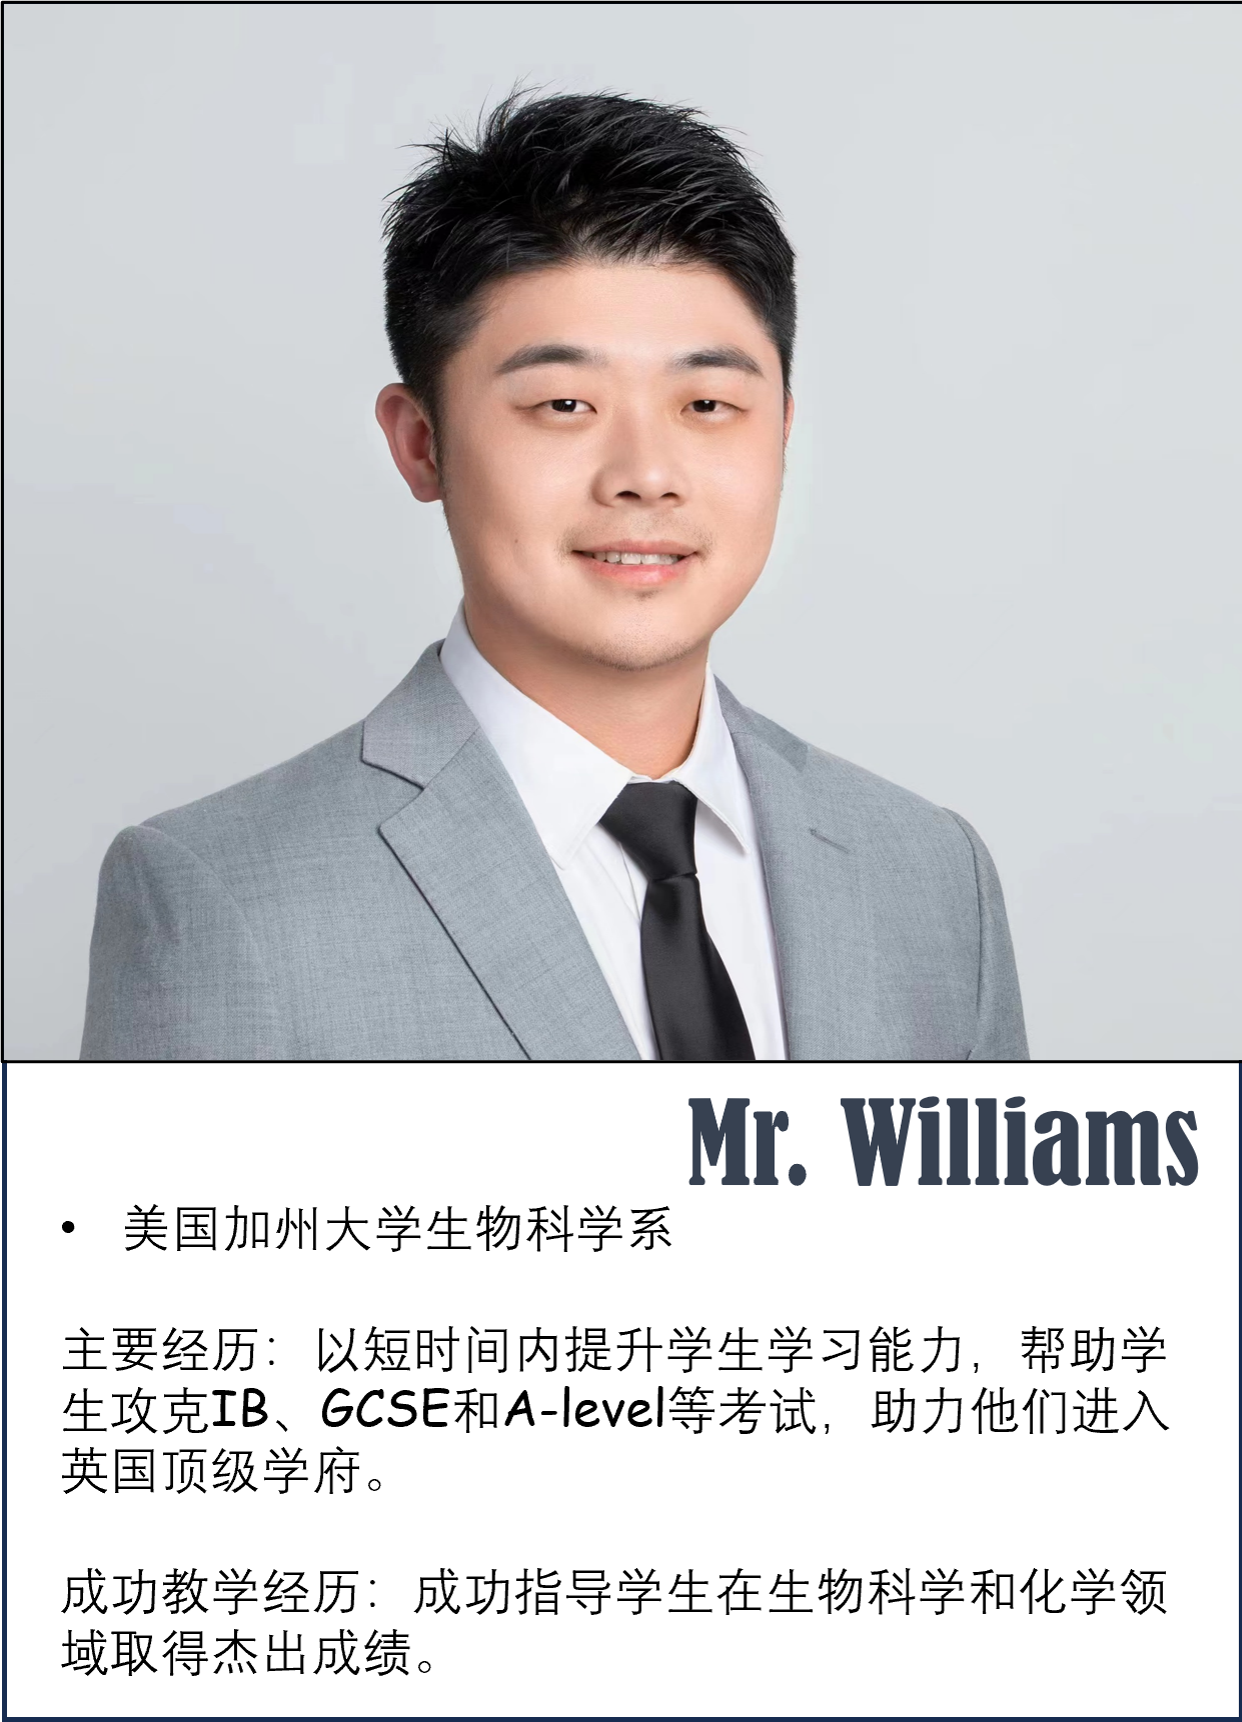 Mr. Williams
• 美国加州大学生物科学系
主要经历：以短时间内提升学生学习能力，帮助学
生攻克IB、GCSE和A-level等考试，助力他们进入
英国顶级学府。
成功教学经历：成功指导学生在生物科学和化学领
域取得杰出成绩。